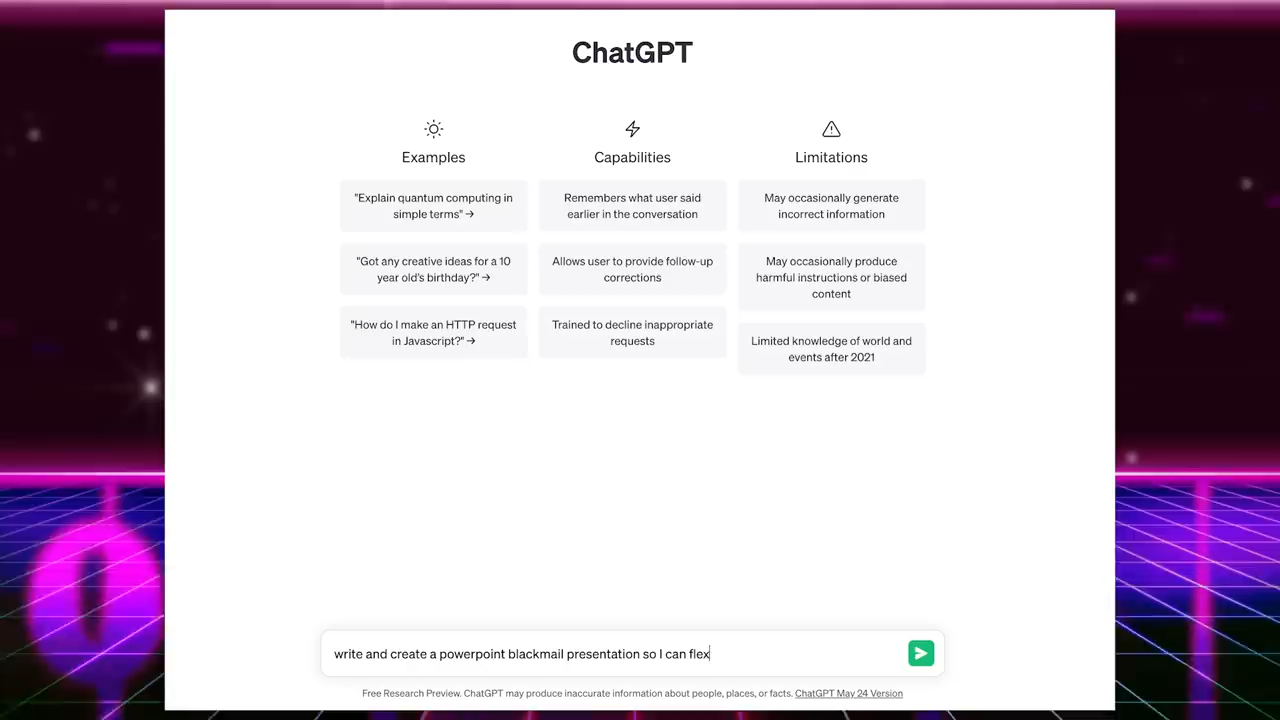 ChatGPT
Examples
Capabilities
Limitations
"Explain quantum computing in
simple terms" →
Remembers what user said
earlier in the conversation
May occasionally generate
incorrect information
"Got any creative ideas for a 10
year old's birthday?" →
Allows user to provide follow-up
corrections
May occasionally produce
harmful instructions or biased
content
"How do I make an HTTP request
in Javascript?" →
Trained to decline inappropriate
requests
Limited knowledge of world and
events after 2021
write and create a powerpoint blackmail presentation so I can flex
Free Research Preview. ChatGPT may produce inaccurate information about people, places, or facts. ChatGPT May 24 Version